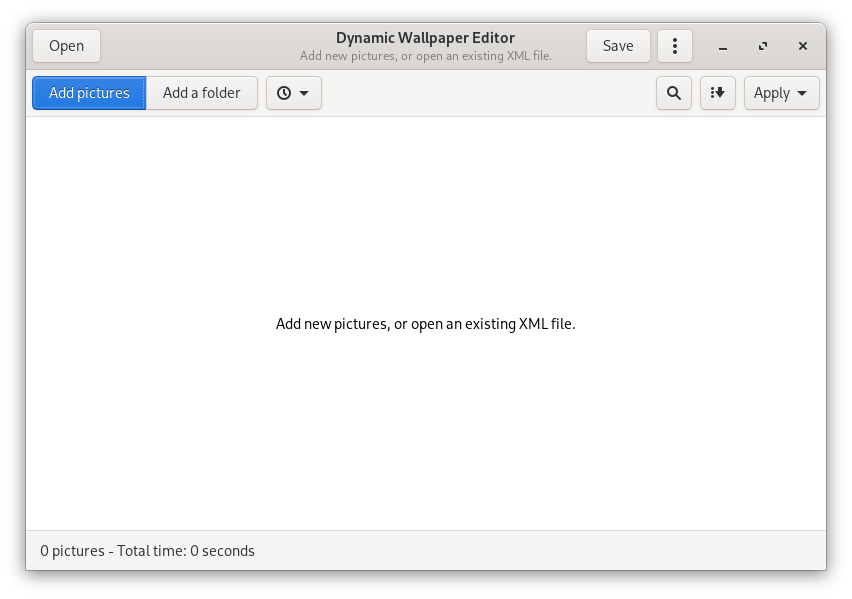 Open
Dynamic Wallpaper Editor
Add new pictures, or open an existing XML file.
Save
Add pictures
Add a folder
Apply
Add new pictures, or open an existing XML file.
0 pictures - Total time: 0 seconds